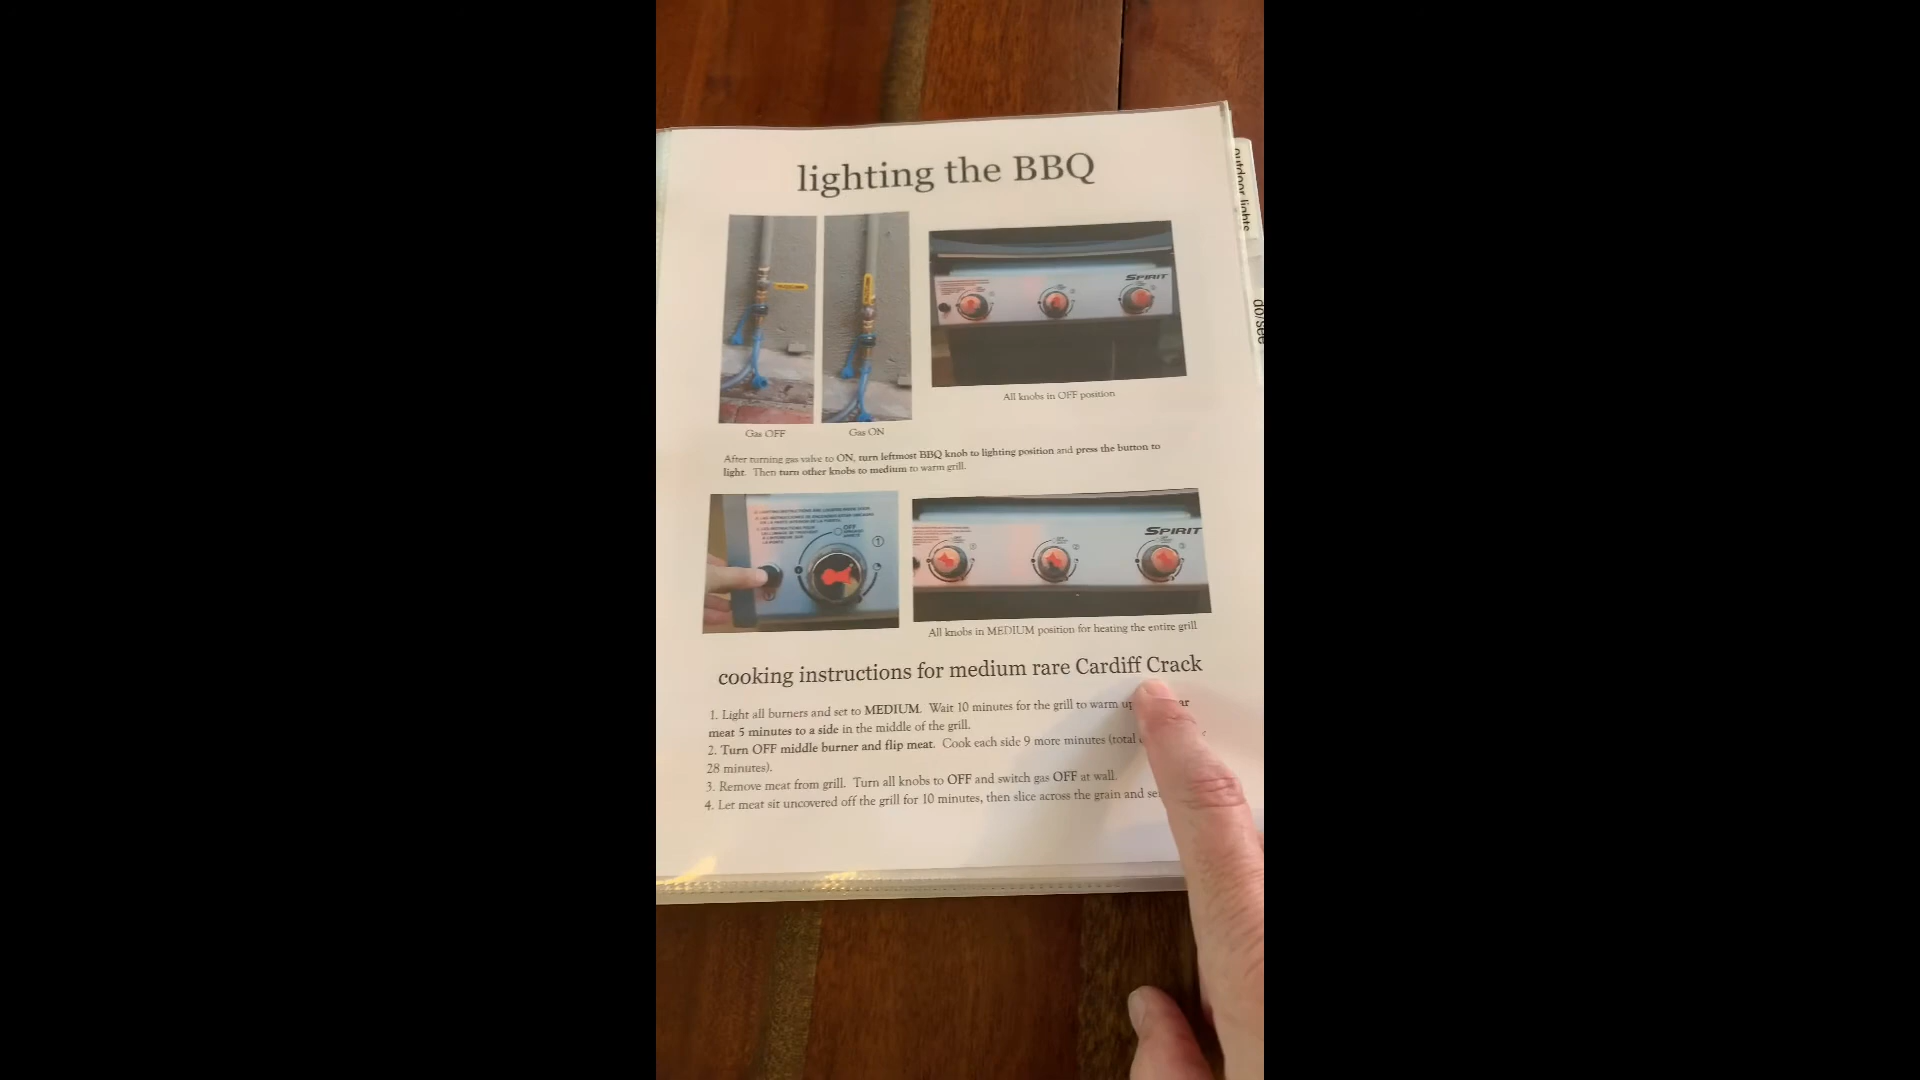 lighting the BBQ
outdoor lights
do/see
SPIRIT
All knobs in OFF position
Gas OFF
Gas ON
After turning gas valve to ON, turn leftmost BBQ knob to lighting position and press the button to
light. Then turn other knobs to medium to warm grill.
OFF
1
SPIRIT
All knobs in MEDIUM position for heating the entire grill
cooking instructions for medium rare Cardiff Crack
1. Light all burners and set to MEDIUM. Wait 10 minutes for the grill to warm up
meat 5 minutes to a side in the middle of the grill.
2. Turn OFF middle burner and flip meat. Cook each side 9 more minutes (total
28 minutes).
3. Remove meat from grill. Turn all knobs to OFF and switch gas OFF at wall.
4. Let meat sit uncovered off the grill for 10 minutes, then slice across the grain and